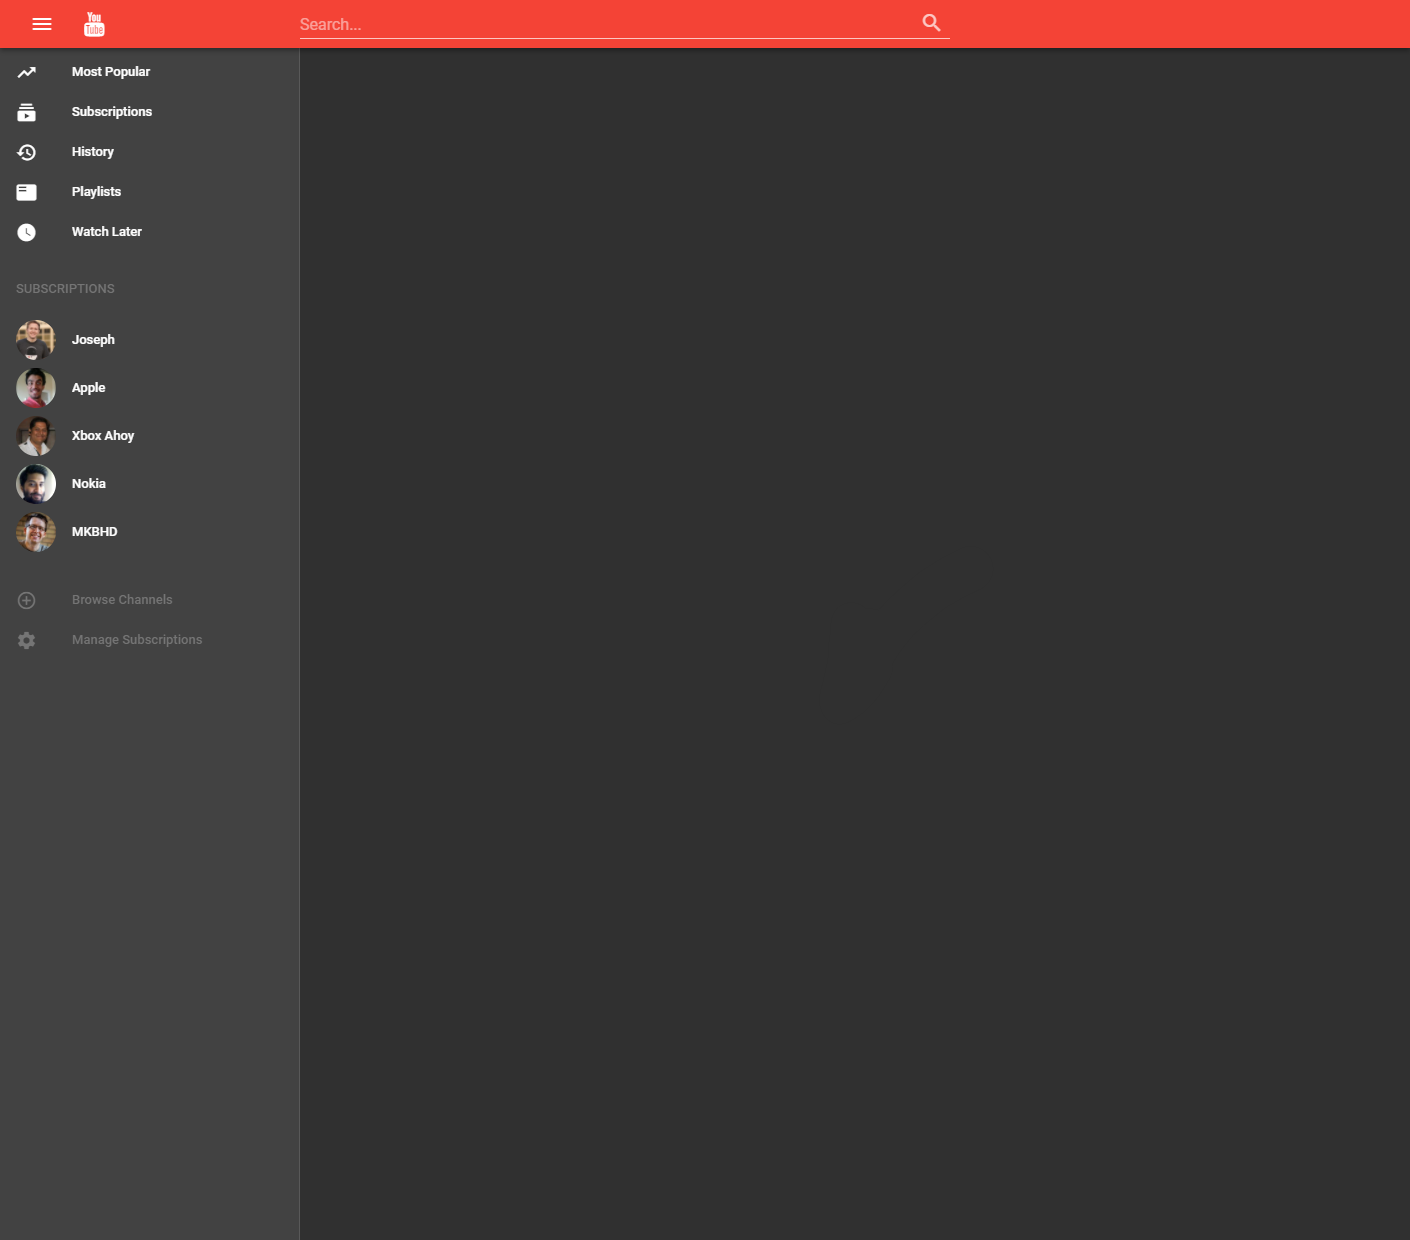 You
Tube
Search...
Most Popular
Subscriptions
History
Playlists
Watch Later
SUBSCRIPTIONS
Joseph
Apple
Xbox Ahoy
Nokia
MKBHD
Browse Channels
Manage Subscriptions